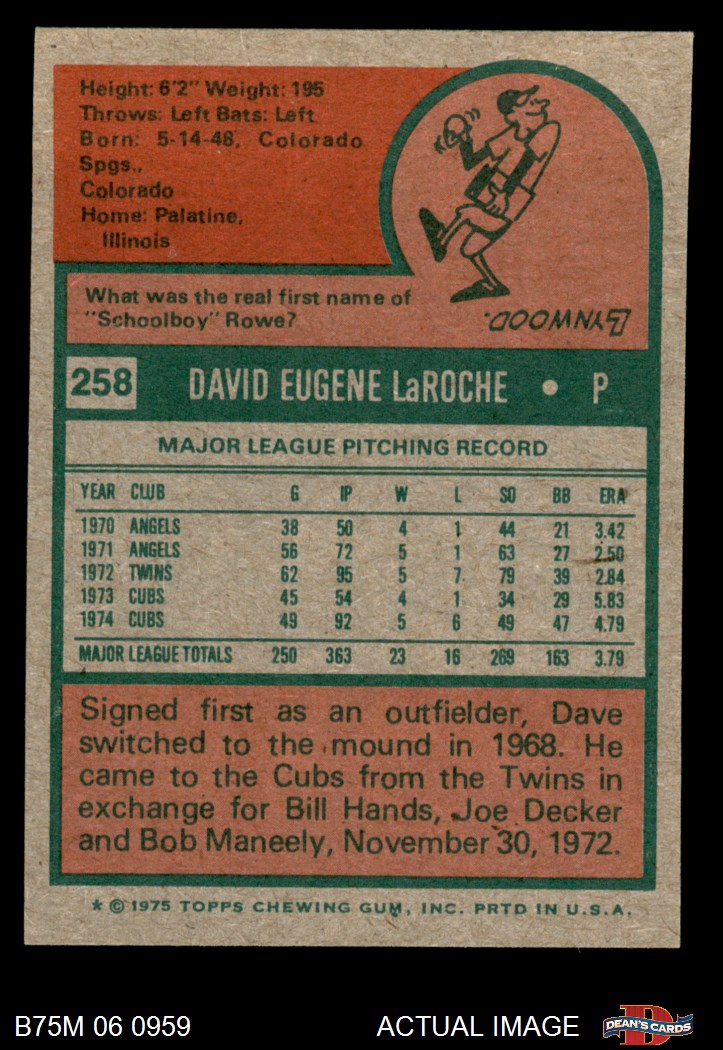 Height: 6'2" Weight: 195
Throws: Left Bats: Left
Born: 5-14-48, Colorado
Spgs.,
Colorado
Home: Palatine,
Illinois
What was the real first name of
"Schoolboy" Rowe?
LYNWOOD.
258 DAVID EUGENE LaROCHE • P
MAJOR LEAGUE PITCHING RECORD
YEAR CLUB G IP W L SO BB ERA
1970 ANGELS 38 50 4 1 44 21 3.42
1971 ANGELS 56 72 5 1 63 27 2.50
1972 TWINS 62 95 5 7 79 39 2.84
1973 CUBS 45 54 4 1 34 29 5.83
1974 CUBS 49 92 5 6 49 47 4.79
MAJOR LEAGUE TOTALS 250 363 23 16 269 163 3.79
Signed first as an outfielder, Dave
switched to the mound in 1968. He
came to the Cubs from the Twins in
exchange for Bill Hands, Joe Decker
and Bob Maneely, November 30, 1972.
* © 1975 TOPPS CHEWING GUM, INC. PRTD IN U.S.A.
B75M 06 0959 ACTUAL IMAGE
D
DEAN'S CARDS